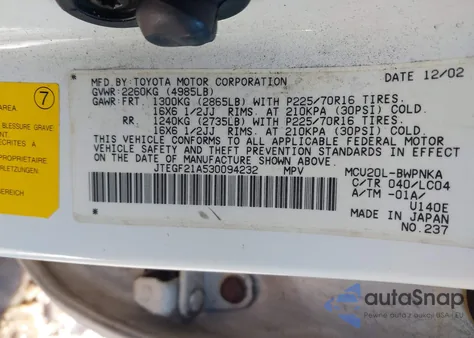 MFD. BY: TOYOTA MOTOR CORPORATION DATE 12/02
GVWR: 2260KG (4985LB)
GAWR: FRT. 1300KG (2865LB) WITH P225/70R16 TIRES.
16X6 1/2JJ RIMS. AT 210KPA (30PSI) COLD.
RR. 1240KG (2735LB) WITH P225/70R16 TIRES.
16X6 1/2JJ RIMS. AT 210KPA (30PSI) COLD.
THIS VEHICLE CONFORMS TO ALL APPLICABLE FEDERAL MOTOR
VEHICLE SAFETY AND THEFT PREVENTION STANDARDS IN EFFECT
ON THE DATE OF MANUFACTURE SHOWN ABOVE.
JTEGF21A530094232 MPV
MCU20L-BWPNKA
C/TR 040/LC04
A/TM -01A/
U140E
MADE IN JAPAN
NO.237
7
AREA.
BLESSURE GRAVE
autoSnap